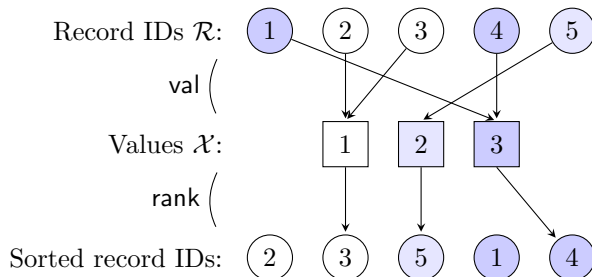 Record IDs ℛ: 1 2 3 4 5
val
Values 𝒳: 1 2 3
rank
Sorted record IDs: 2 3 5 1 4